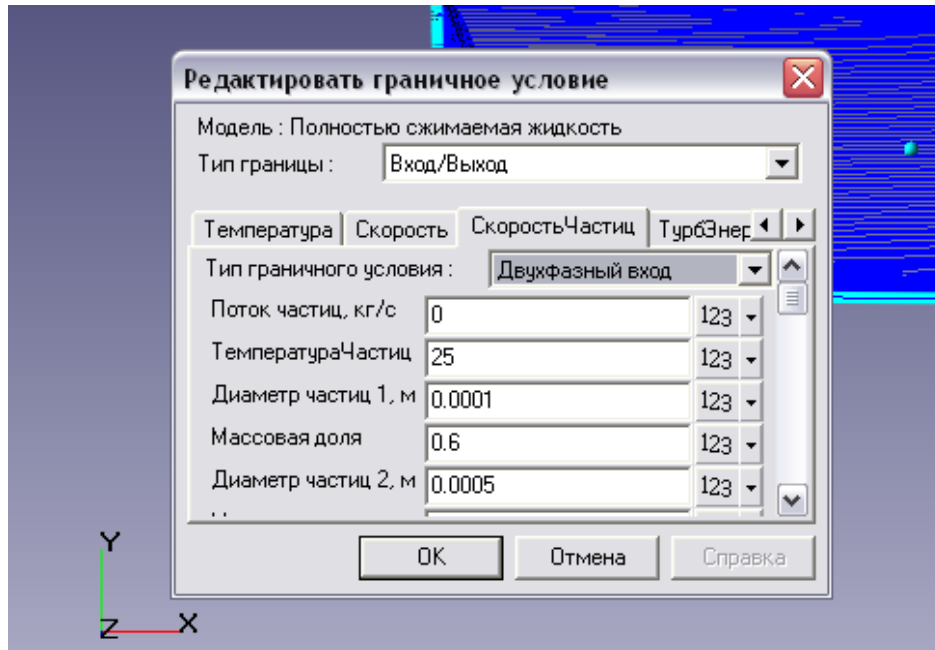 Редактировать граничное условие
Модель : Полностью сжимаемая жидкость
Тип границы : Вход/Выход
Температура Скорость СкоростьЧастиц ТурбЭнер
Тип граничного условия : Двухфазный вход
Поток частиц, кг/с 0 123
ТемператураЧастиц 25 123
Диаметр частиц 1, м 0.0001 123
Массовая доля 0.6 123
Диаметр частиц 2, м 0.0005 123
OK Отмена Справка
Y
Z X